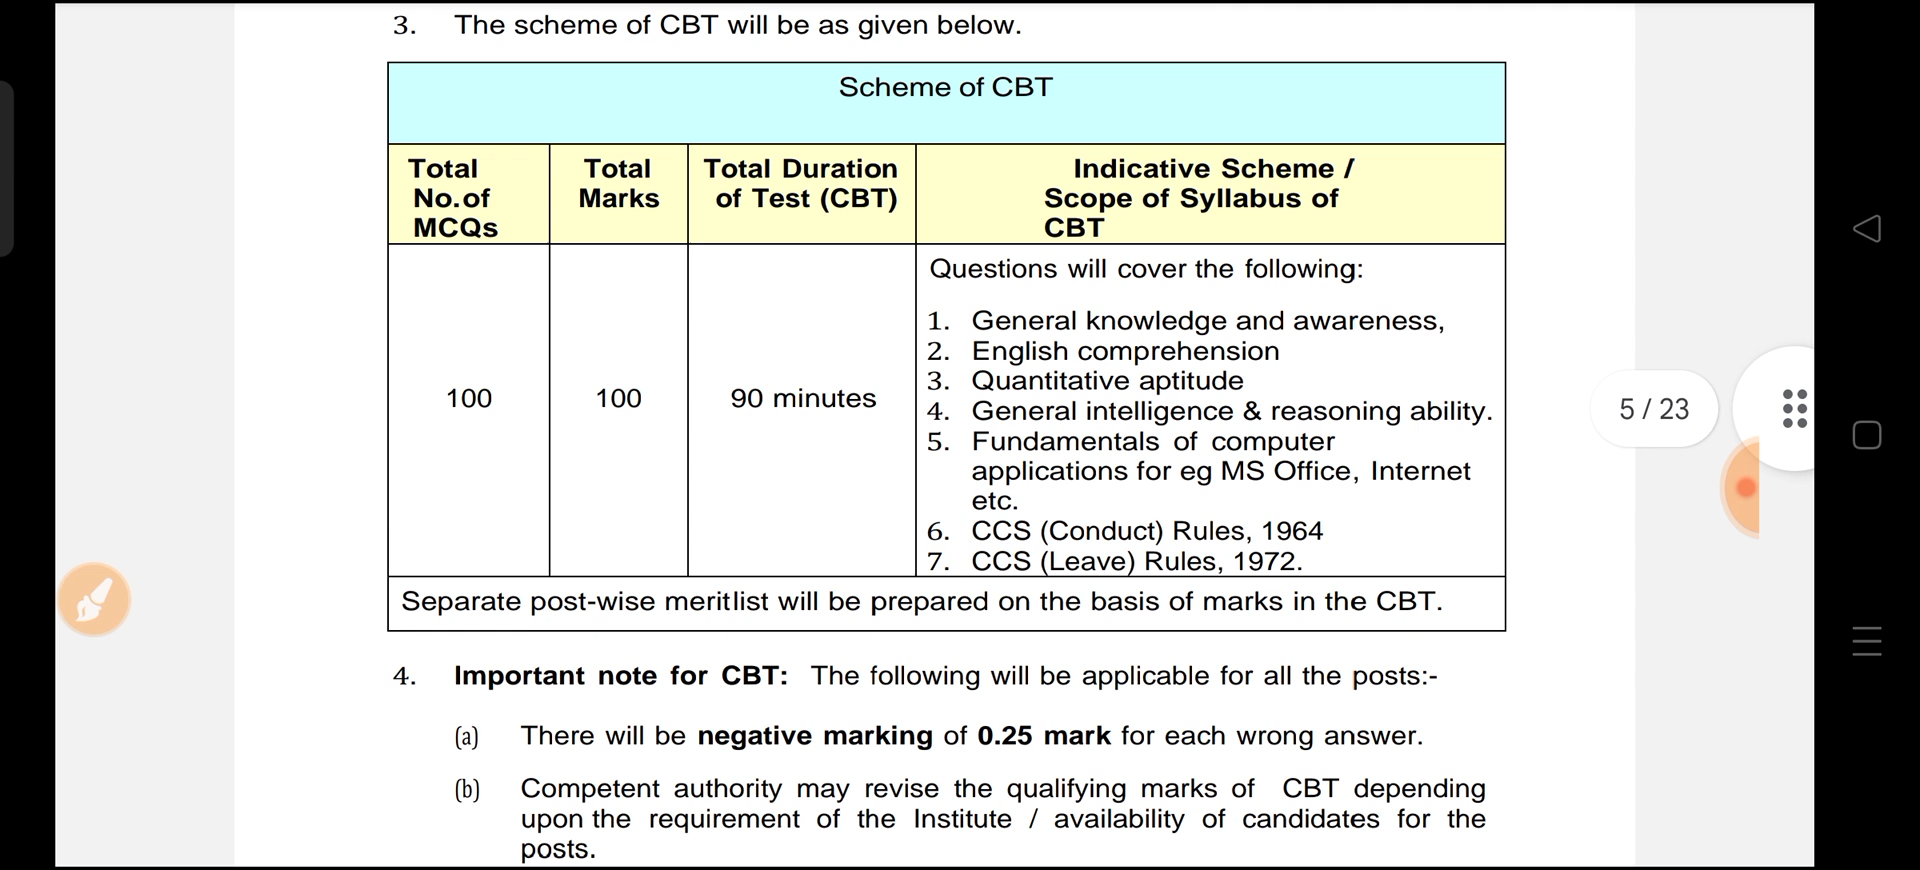 3. The scheme of CBT will be as given below.
Scheme of CBT
Total No.of MCQs
Total Marks
Total Duration of Test (CBT)
Indicative Scheme / Scope of Syllabus of CBT
100
100
90 minutes
Questions will cover the following:
1. General knowledge and awareness,
2. English comprehension
3. Quantitative aptitude
4. General intelligence & reasoning ability.
5. Fundamentals of computer
applications for eg MS Office, Internet
etc.
6. CCS (Conduct) Rules, 1964
7. CCS (Leave) Rules, 1972.
Separate post-wise meritlist will be prepared on the basis of marks in the CBT.
4. Important note for CBT: The following will be applicable for all the posts:-
(a) There will be negative marking of 0.25 mark for each wrong answer.
(b) Competent authority may revise the qualifying marks of CBT depending
upon the requirement of the Institute / availability of candidates for the
posts.
5 / 23